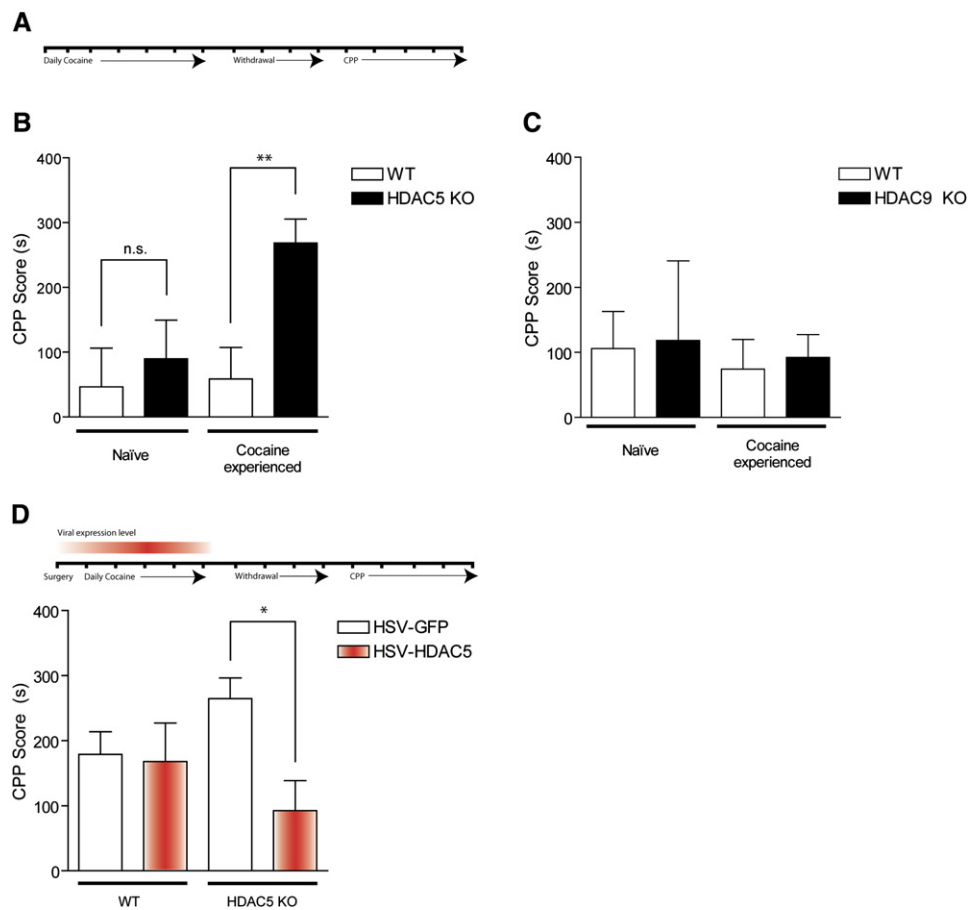 A
Daily Cocaine
Withdrawal
CPP
B
400
300
200
100
0
CPP Score (s)
n.s.
**
WT
HDAC5 KO
Naïve
Cocaine
experienced
C
400
300
200
100
0
CPP Score (s)
WT
HDAC9 KO
Naïve
Cocaine
experienced
D
Viral expression level
Surgery
Daily Cocaine
Withdrawal
CPP
400
300
200
100
0
CPP Score (s)
*
HSV-GFP
HSV-HDAC5
WT
HDAC5 KO